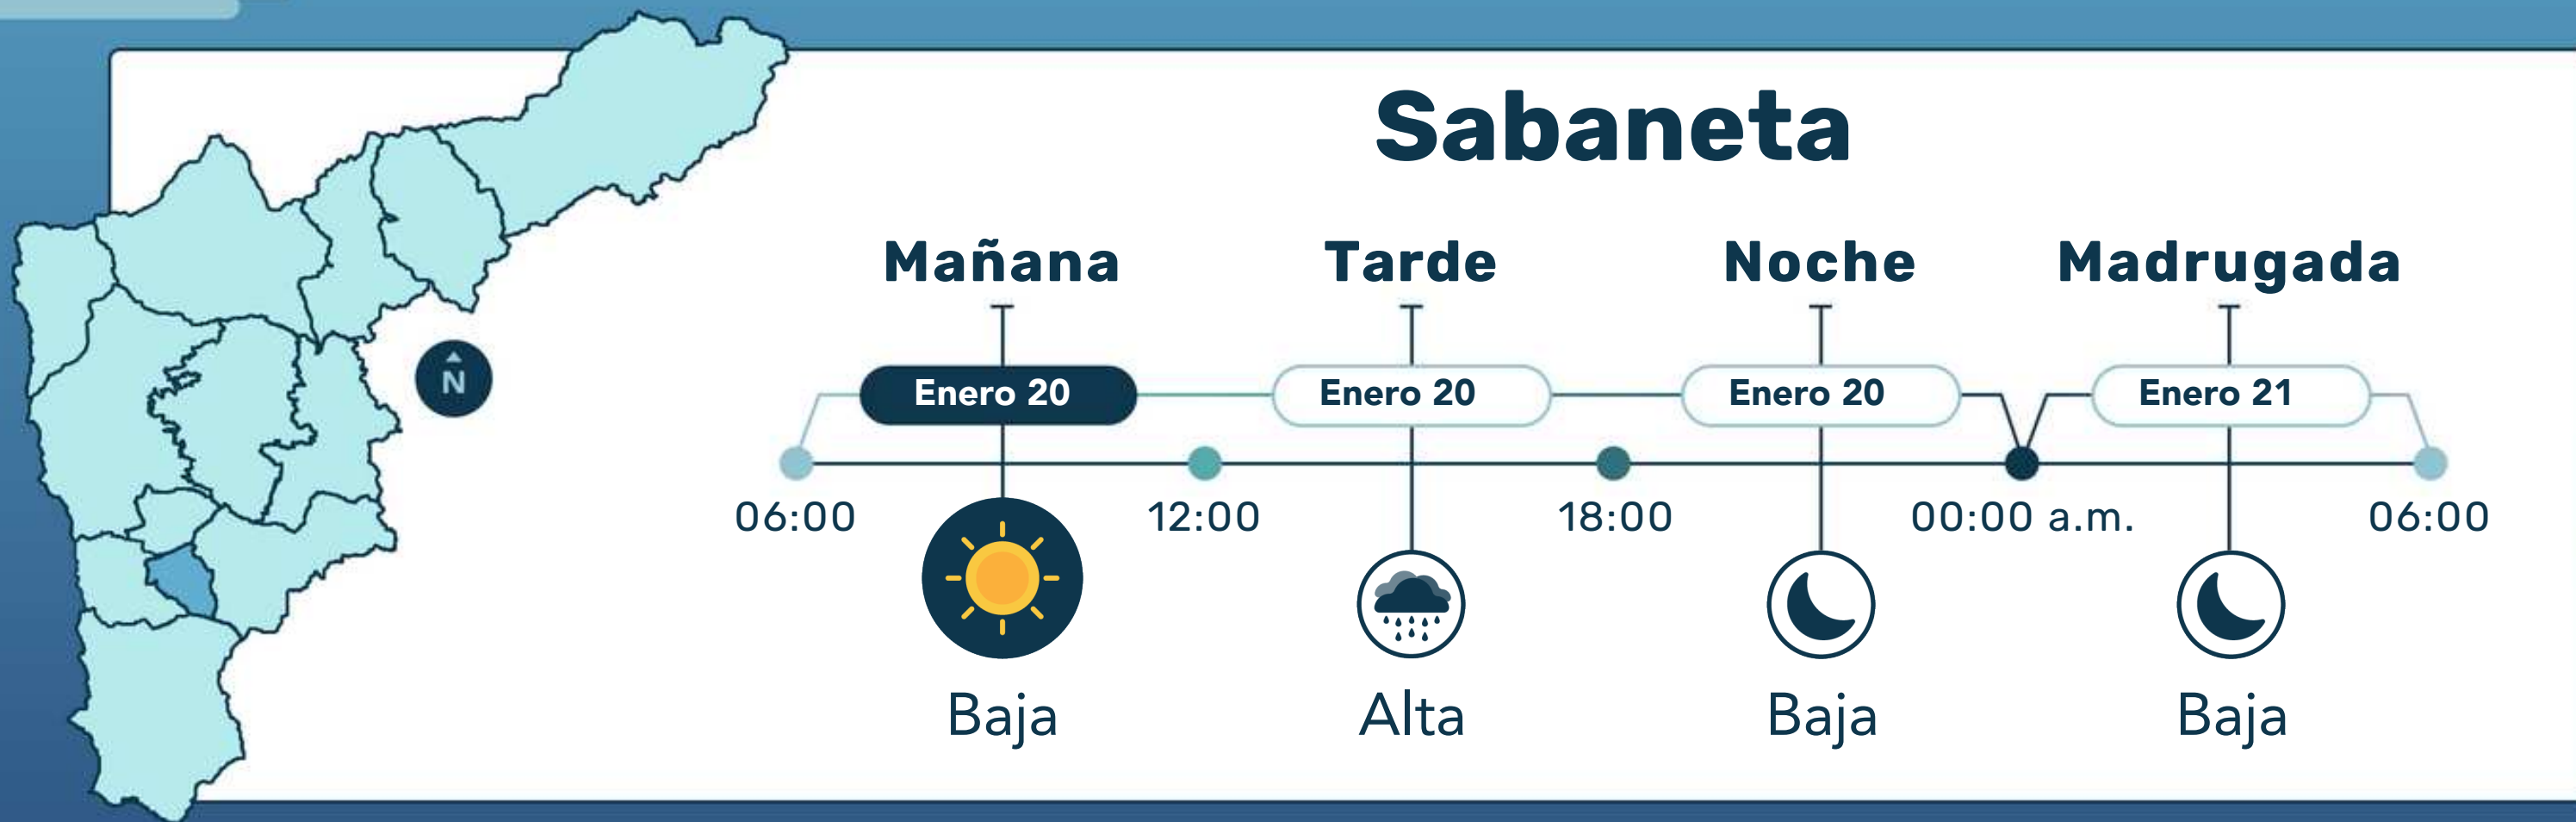 Sabaneta
Mañana Tarde Noche Madrugada
N
Enero 20 Enero 20 Enero 20 Enero 21
06:00 12:00 18:00 00:00 a.m. 06:00
Baja Alta Baja Baja